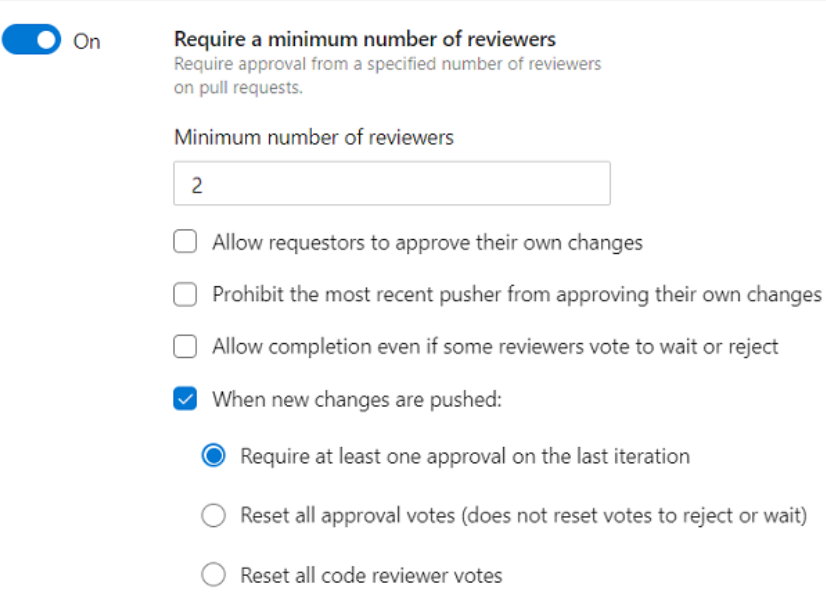 On
Require a minimum number of reviewers
Require approval from a specified number of reviewers
on pull requests.
Minimum number of reviewers
2
Allow requestors to approve their own changes
Prohibit the most recent pusher from approving their own changes
Allow completion even if some reviewers vote to wait or reject
When new changes are pushed:
Require at least one approval on the last iteration
Reset all approval votes (does not reset votes to reject or wait)
Reset all code reviewer votes